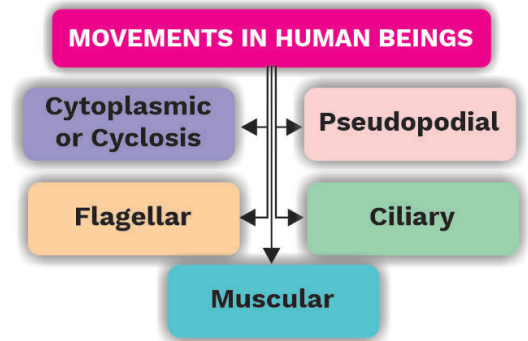 MOVEMENTS IN HUMAN BEINGS
Cytoplasmic
or Cyclosis
Pseudopodial
Flagellar
Ciliary
Muscular